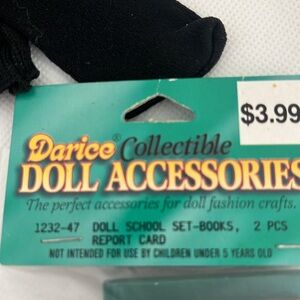 $3.99
Darice® Collectible
DOLL ACCESSORIES
The perfect accessories for doll fashion crafts.
1232-47 DOLL SCHOOL SET-BOOKS, 2 PCS
REPORT CARD
NOT INTENDED FOR USE BY CHILDREN UNDER 5 YEARS OLD